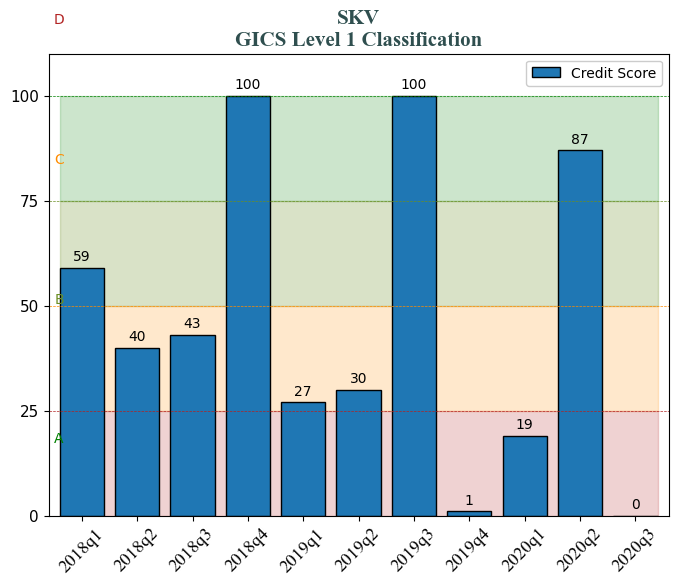 D
SKV
GICS Level 1 Classification
Credit Score
100
75
50
25
0
C
B
A
59
40
43
100
27
30
100
1
19
87
0
2018q1
2018q2
2018q3
2018q4
2019q1
2019q2
2019q3
2019q4
2020q1
2020q2
2020q3